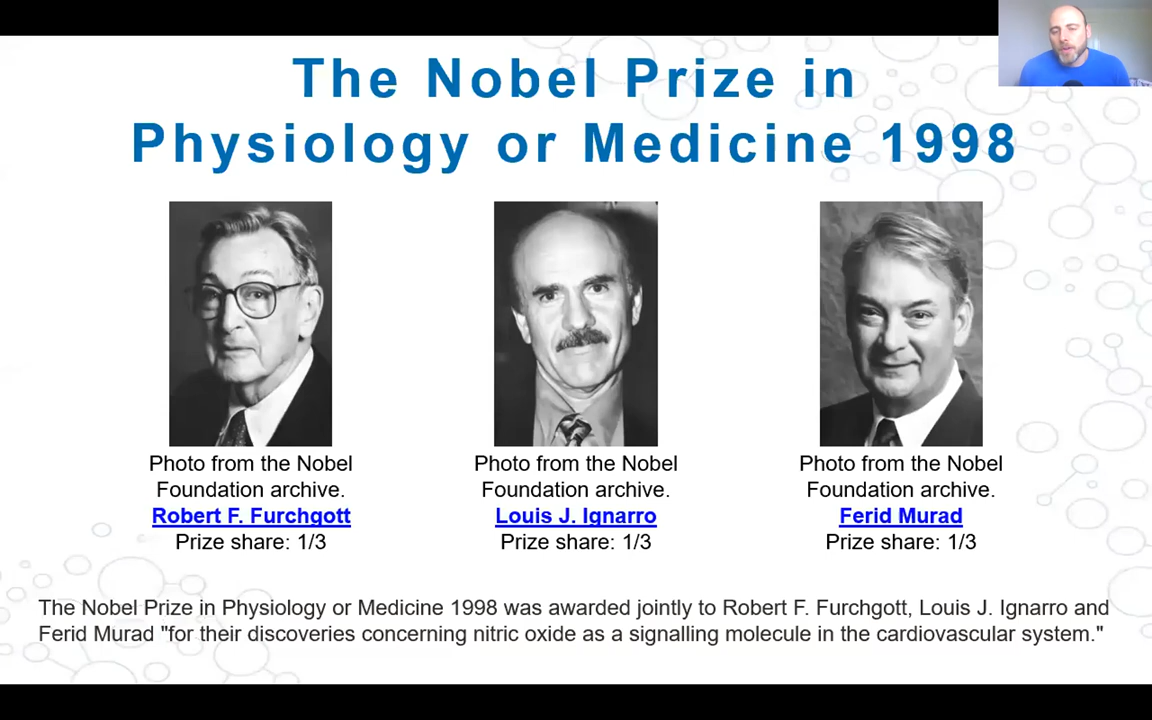 The Nobel Prize in
Physiology or Medicine 1998
Photo from the Nobel
Foundation archive.
Robert F. Furchgott
Prize share: 1/3
Photo from the Nobel
Foundation archive.
Louis J. Ignarro
Prize share: 1/3
Photo from the Nobel
Foundation archive.
Ferid Murad
Prize share: 1/3
The Nobel Prize in Physiology or Medicine 1998 was awarded jointly to Robert F. Furchgott, Louis J. Ignarro and
Ferid Murad "for their discoveries concerning nitric oxide as a signalling molecule in the cardiovascular system."